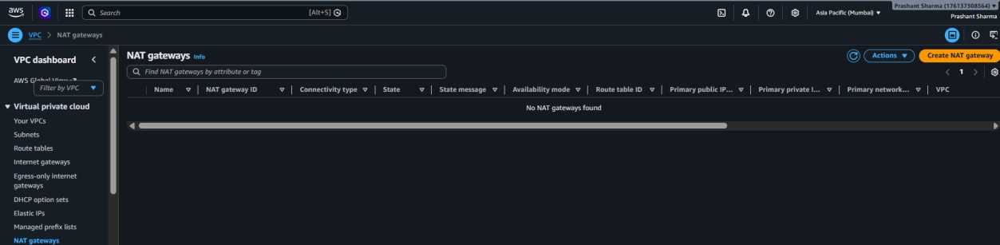 aws
Search [Alt+S]
Asia Pacific (Mumbai)
Prashant Sharma (176137308564)
Prashant Sharma
VPC > NAT gateways
VPC dashboard
AWS Global View
Filter by VPC
Virtual private cloud
Your VPCs
Subnets
Route tables
Internet gateways
Egress-only internet
gateways
DHCP option sets
Elastic IPs
Managed prefix lists
NAT gateways
NAT gateways Info
Actions
Create NAT gateway
Find NAT gateways by attribute or tag
1
Name NAT gateway ID Connectivity type State State message Availability mode Route table ID Primary public IP... Primary private I... Primary network... VPC
No NAT gateways found